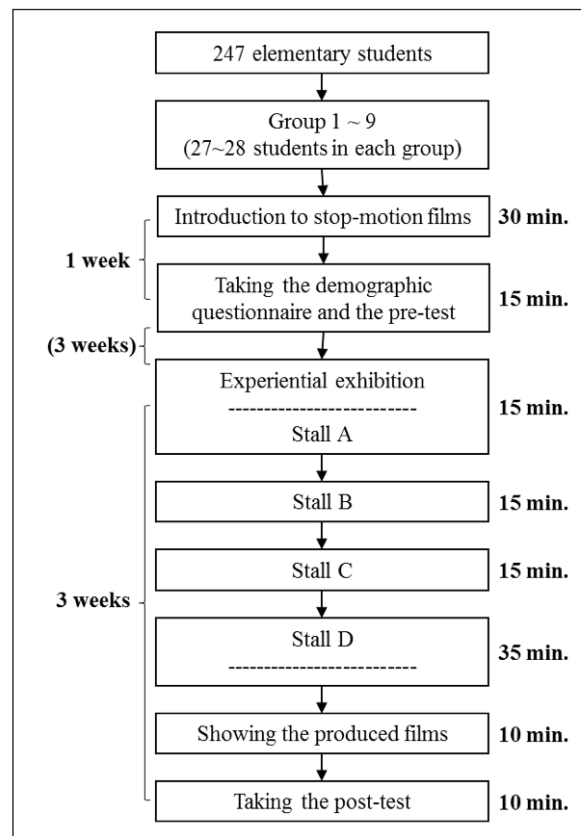 247 elementary students
Group 1 ~ 9
(27~28 students in each group)
Introduction to stop-motion films
30 min.
1 week
Taking the demographic
questionnaire and the pre-test
15 min.
(3 weeks)
Experiential exhibition
---------------------------
Stall A
15 min.
Stall B
15 min.
Stall C
15 min.
3 weeks
Stall D
---------------------------
35 min.
Showing the produced films
10 min.
Taking the post-test
10 min.